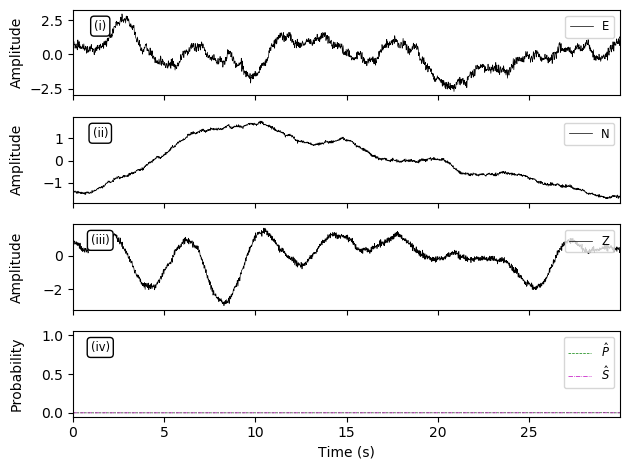 Amplitude
2.5
0.0
−2.5
(i)
E
Amplitude
1
0
−1
(ii)
N
Amplitude
0
−2
(iii)
Z
Probability
1.0
0.5
0.0
(iv)
P̂
Ŝ
0 5 10 15 20 25
Time (s)